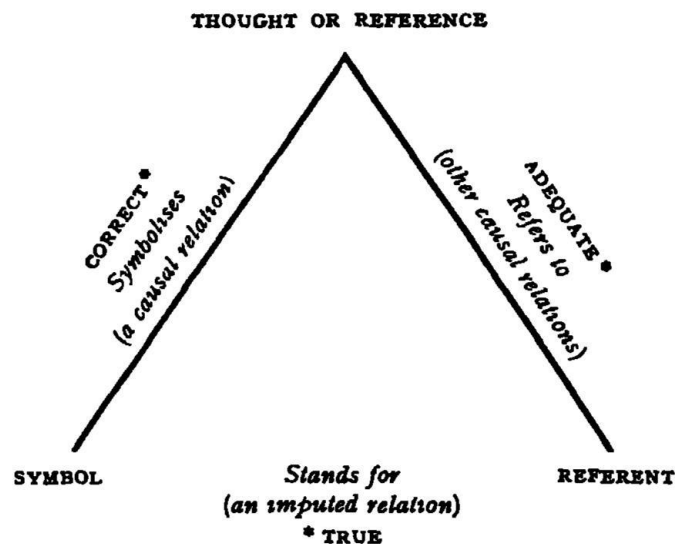 THOUGHT OR REFERENCE
CORRECT*
Symbolises
(a causal relation)
ADEQUATE*
Refers to
(other causal relations)
SYMBOL
Stands for
(an imputed relation)
* TRUE
REFERENT